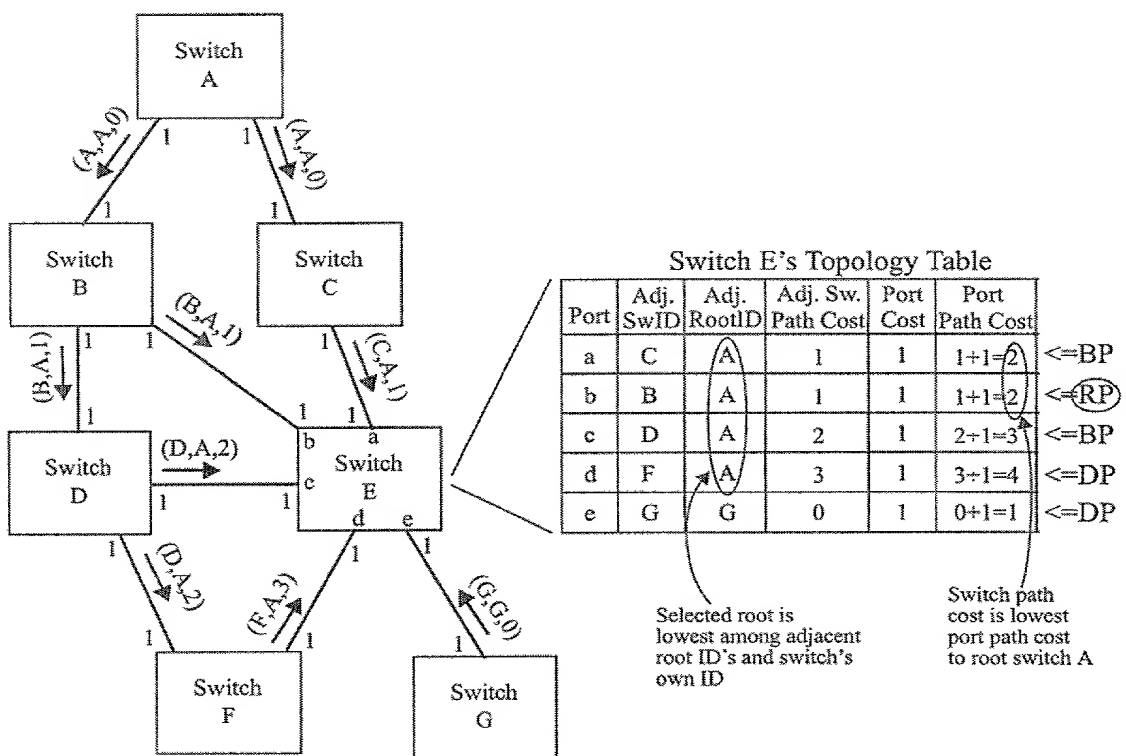 Switch
A
1
1
(A,A,0)
(A,A,0)
1
1
Switch
B
Switch
C
1
1
1
(B,A,1)
(B,A,1)
(C,A,1)
1
1
1
Switch
D
(D,A,2)
1
1
b
a
c
Switch
E
d
e
1
1
1
(D,A,2)
(F,A,3)
(G,G,0)
1
1
1
Switch
F
Switch
G
Switch E's Topology Table
Port Adj. SwID Adj. RootID Adj. Sw. Path Cost Port Cost Port Path Cost
a C A 1 1 1+1=2 <=BP
b B A 1 1 1+1=2 <=RP
c D A 2 1 2+1=3 <=BP
d F A 3 1 3+1=4 <=DP
e G G 0 1 0+1=1 <=DP
Selected root is
lowest among adjacent
root ID's and switch's
own ID
Switch path
cost is lowest
port path cost
to root switch A